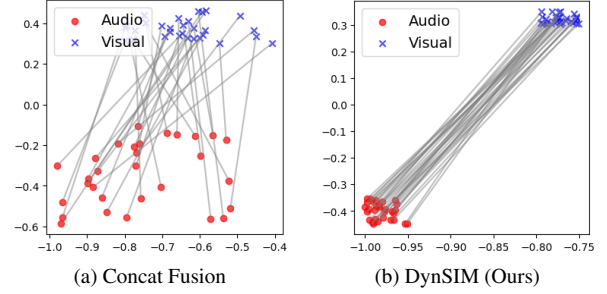 Audio
Visual
0.4
0.2
0.0
−0.2
−0.4
−0.6
−1.0 −0.9 −0.8 −0.7 −0.6 −0.5 −0.4
(a) Concat Fusion
Audio
Visual
0.3
0.2
0.1
0.0
−0.1
−0.2
−0.3
−0.4
−1.00 −0.95 −0.90 −0.85 −0.80 −0.75
(b) DynSIM (Ours)